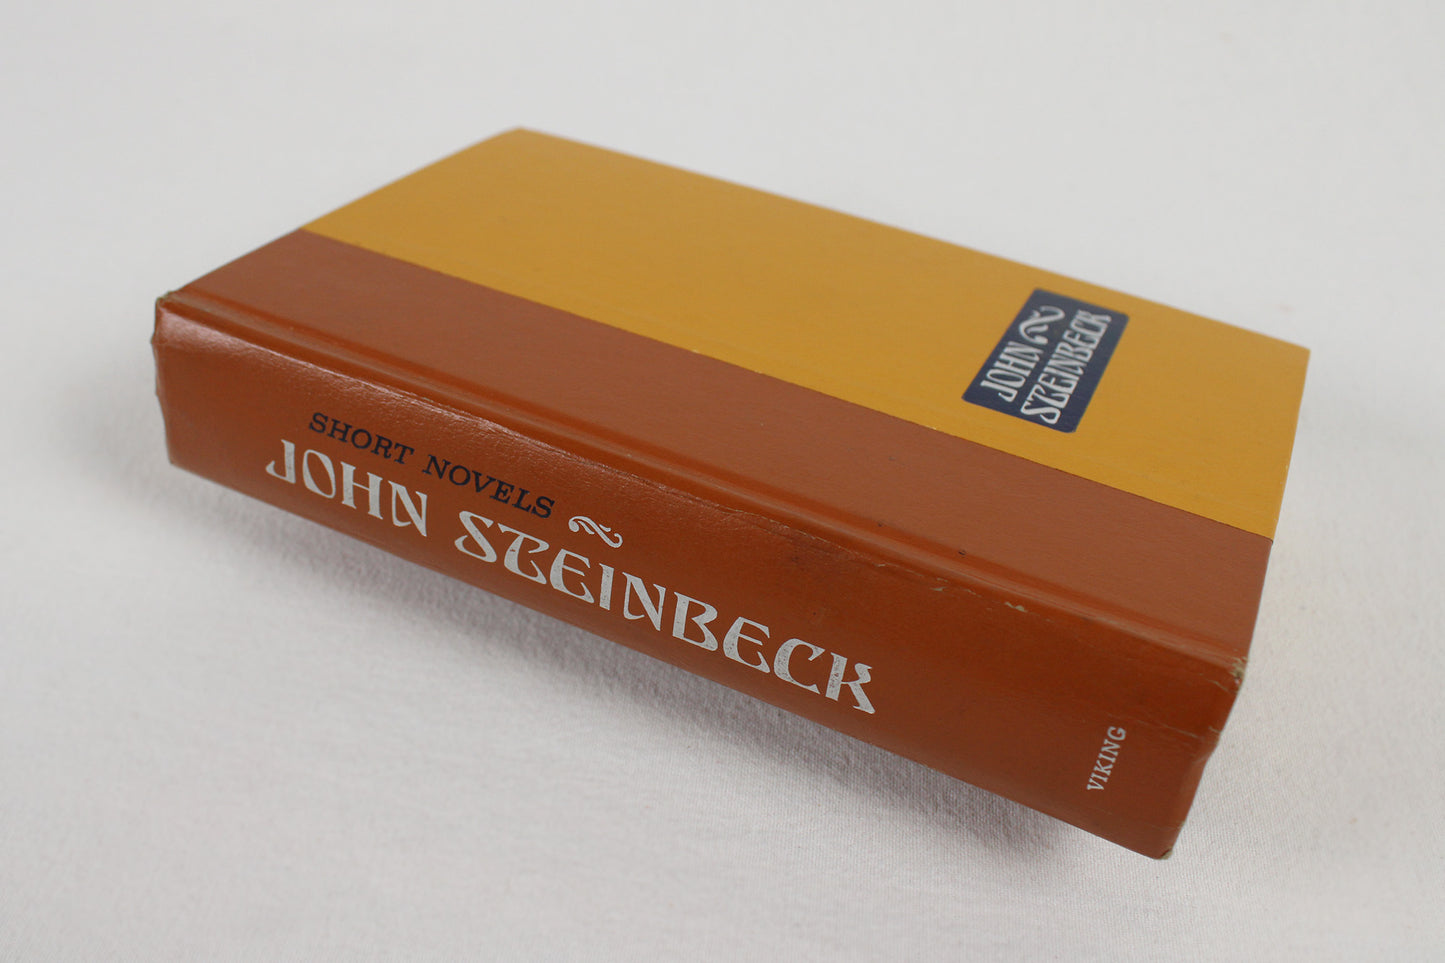 SHORT NOVELS
JOHN STEINBECK
VIKING
JOHN
STEINBECK